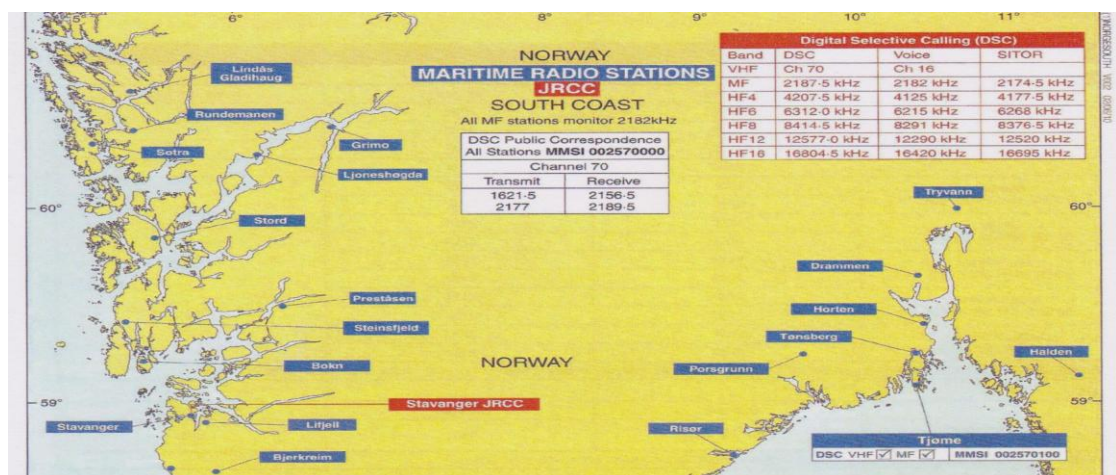 5°
6°
7°
8°
9°
10°
11°
NORWAY
MARITIME RADIO STATIONS
JRCC
SOUTH COAST
All MF stations monitor 2182kHz
DSC Public Correspondence
All Stations MMSI 002570000
Channel 70
Transmit Receive
1621·5 2156·5
2177 2189·5
Digital Selective Calling (DSC)
Band DSC Voice SITOR
VHF Ch 70 Ch 16
MF 2187·5 kHz 2182 kHz 2174·5 kHz
HF4 4207·5 kHz 4125 kHz 4177·5 kHz
HF6 6312·0 kHz 6215 kHz 6268 kHz
HF8 8414·5 kHz 8291 kHz 8376·5 kHz
HF12 12577·0 kHz 12290 kHz 12520 kHz
HF16 16804·5 kHz 16420 kHz 16695 kHz
Lindås
Gladihaug
Rundemanen
Sotra
Grimo
Ljoneshøgda
60°
60°
Tryvann
Stord
Drammen
Preståsen
Horten
Steinsfjeld
Tønsberg
Bokn
NORWAY
Porsgrunn
Halden
59°
59°
Stavanger JRCC
Stavanger
Lifjell
Risør
Bjerkreim
Tjøme
DSC VHF MF MMSI 002570100